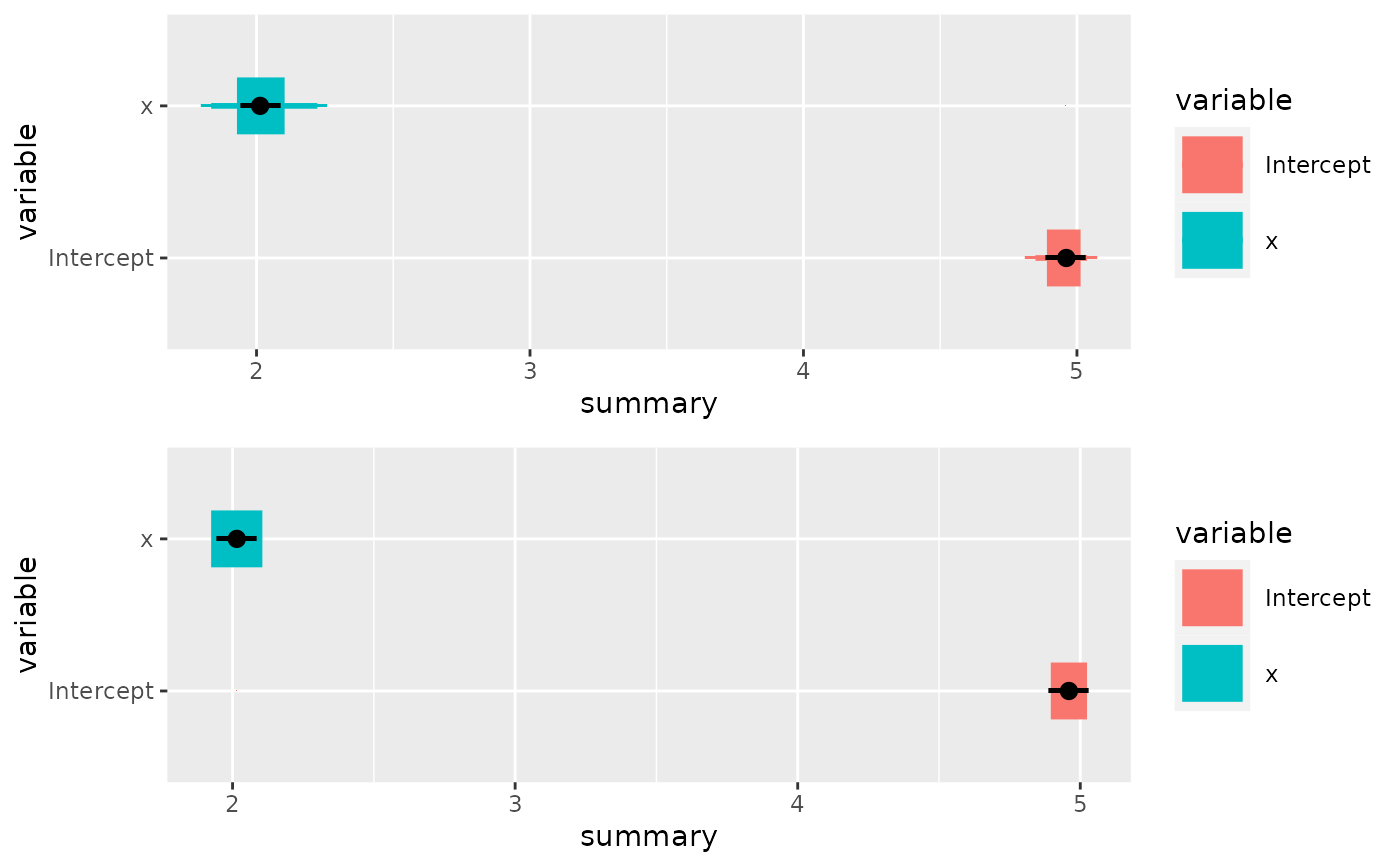 variable
x
Intercept
2 3 4 5
summary
variable
Intercept
x
variable
x
Intercept
2 3 4 5
summary
variable
Intercept
x